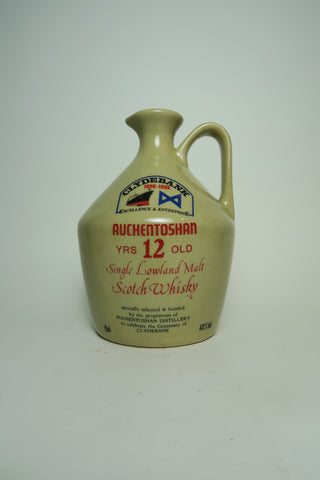 CLYDEBANK
1886-1986
EXCELLENCE & ENTERPRISE
AUCHENTOSHAN
YRS 12 OLD
Single Lowland Malt
Scotch Whisky
specially selected & bottled
by the proprietors of
AUCHENTOSHAN DISTILLERY
to celebrate the Centenary of
CLYDEBANK
75cl